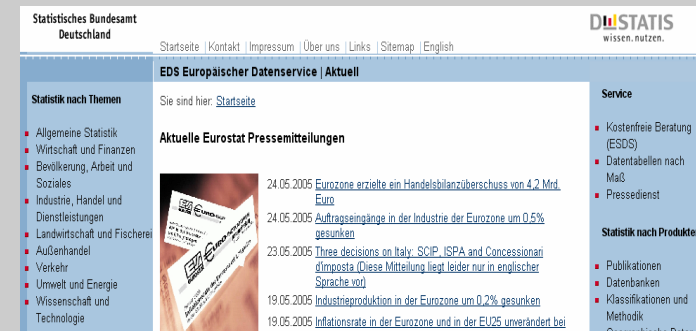 Statistisches Bundesamt
Deutschland
DESTATIS
wissen.nutzen.
Startseite | Kontakt | Impressum | Über uns | Links | Sitemap | English
EDS Europäischer Datenservice | Aktuell
Statistik nach Themen
Allgemeine Statistik
Wirtschaft und Finanzen
Bevölkerung, Arbeit und
Soziales
Industrie, Handel und
Dienstleistungen
Landwirtschaft und Fischerei
Außenhandel
Verkehr
Umwelt und Energie
Wissenschaft und
Technologie
Sie sind hier: Startseite
Aktuelle Eurostat Pressemitteilungen
24.05.2005 Eurozone erzielte ein Handelsbilanzüberschuss von 4,2 Mrd.
Euro
24.05.2005 Auftragseingänge in der Industrie der Eurozone um 0,5%
gesunken
23.05.2005 Three decisions on Italy: SCIP, ISPA and Concessionari
d'imposta (Diese Mitteilung liegt leider nur in englischer
Sprache vor)
19.05.2005 Industrieproduktion in der Eurozone um 0,2% gesunken
19.05.2005 Inflationsrate in der Eurozone und in der EU25 unverändert bei
Service
Kostenfreie Beratung
(ESDS)
Datentabellen nach
Maß
Pressedienst
Statistik nach Produkten
Publikationen
Datenbanken
Klassifikationen und
Methodik